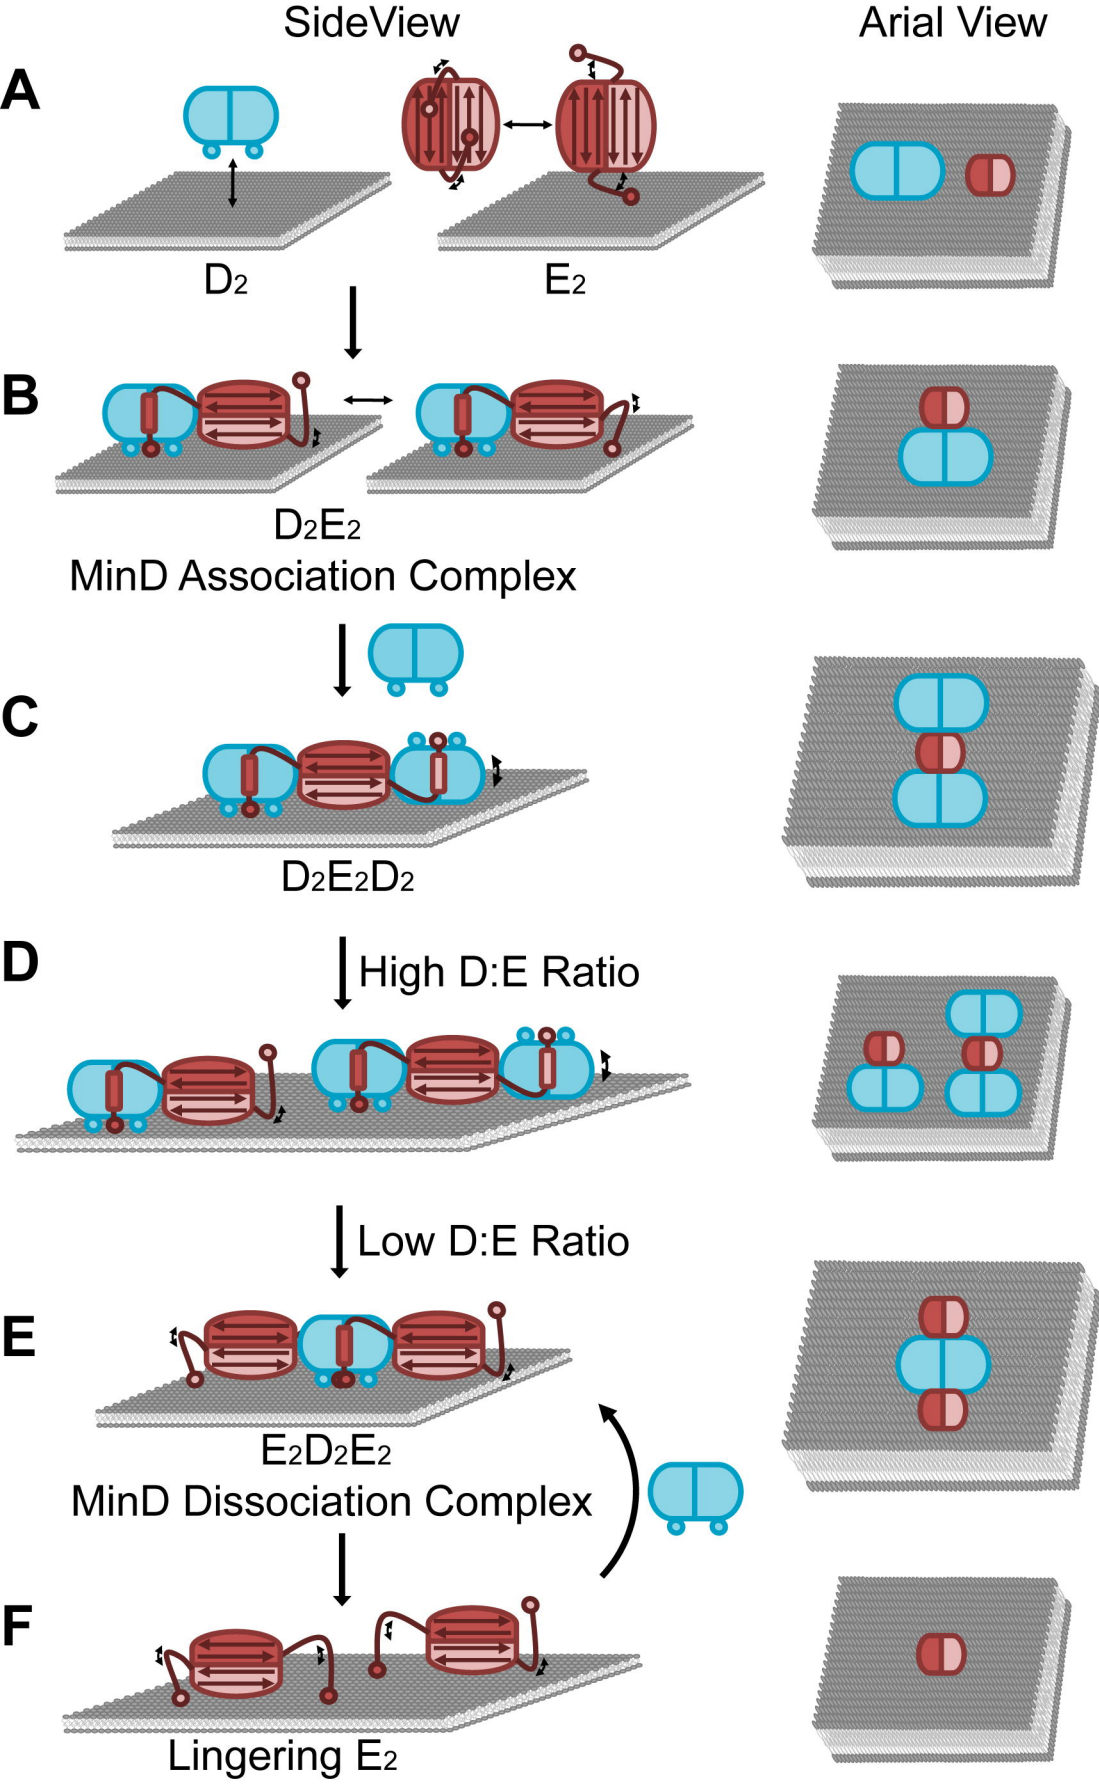 SideView
Arial View
A
D2
E2
B
D2E2
MinD Association Complex
C
D2E2D2
D
High D:E Ratio
Low D:E Ratio
E
E2D2E2
MinD Dissociation Complex
F
Lingering E2